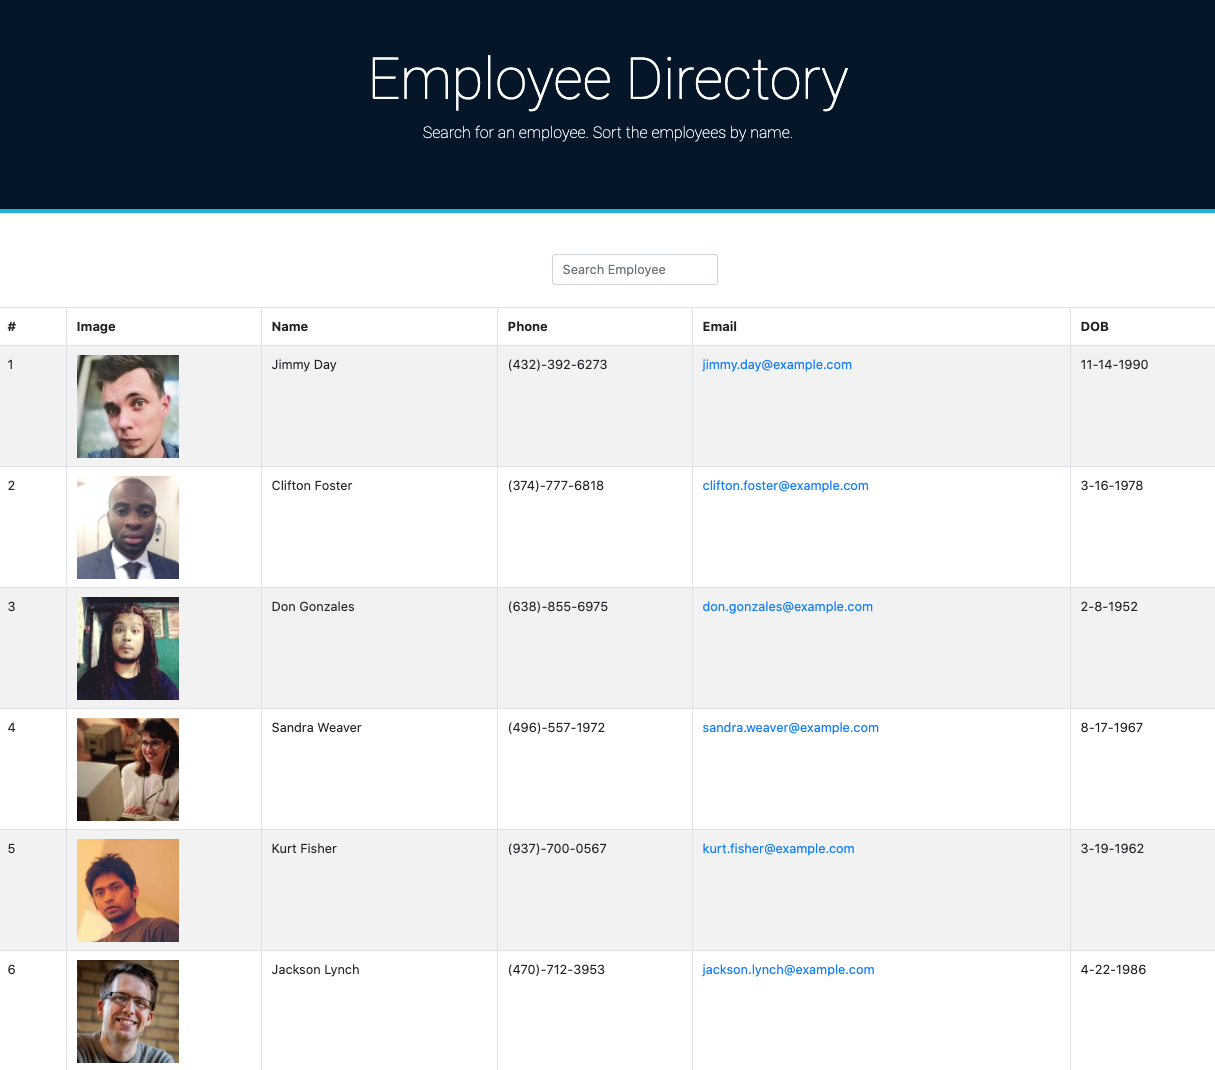 Employee Directory
Search for an employee. Sort the employees by name.
Search Employee
# Image Name Phone Email DOB
1 Jimmy Day (432)-392-6273 jimmy.day@example.com 11-14-1990
2 Clifton Foster (374)-777-6818 clifton.foster@example.com 3-16-1978
3 Don Gonzales (638)-855-6975 don.gonzales@example.com 2-8-1952
4 Sandra Weaver (496)-557-1972 sandra.weaver@example.com 8-17-1967
5 Kurt Fisher (937)-700-0567 kurt.fisher@example.com 3-19-1962
6 Jackson Lynch (470)-712-3953 jackson.lynch@example.com 4-22-1986